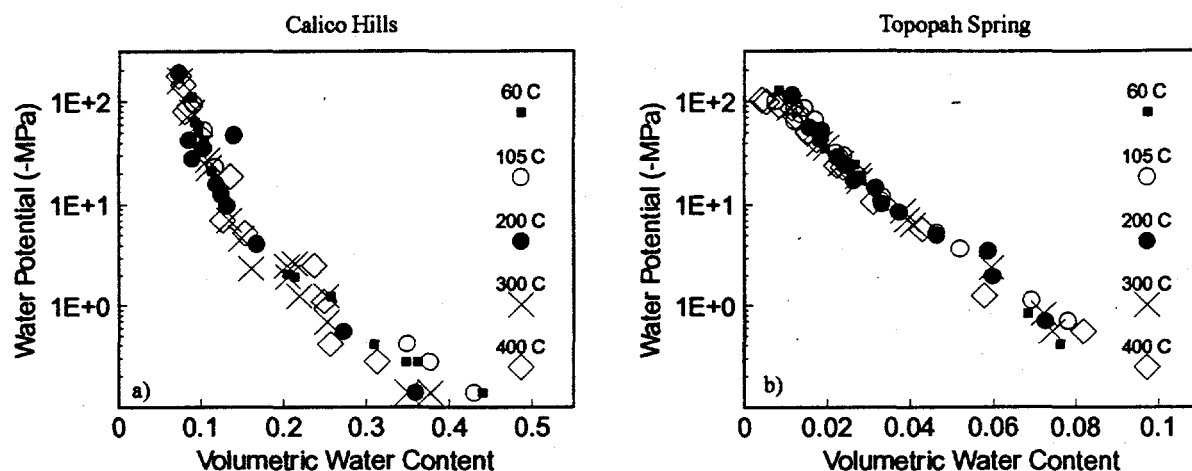 Calico Hills
Water Potential (-MPa)
1E+2
1E+1
1E+0
60 C
105 C
200 C
300 C
400 C
a)
0 0.1 0.2 0.3 0.4 0.5
Volumetric Water Content
Topopah Spring
Water Potential (-MPa)
1E+2
1E+1
1E+0
60 C
105 C
200 C
300 C
400 C
b)
0 0.02 0.04 0.06 0.08 0.1
Volumetric Water Content